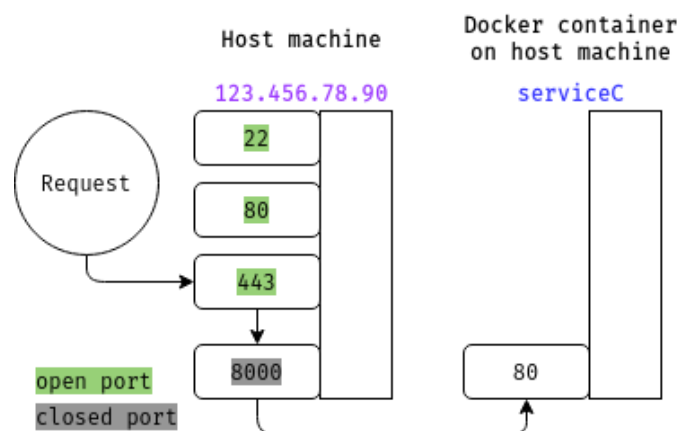 Host machine
Docker container
on host machine
123.456.78.90
serviceC
22
Request
80
443
8000
80
open port
closed port